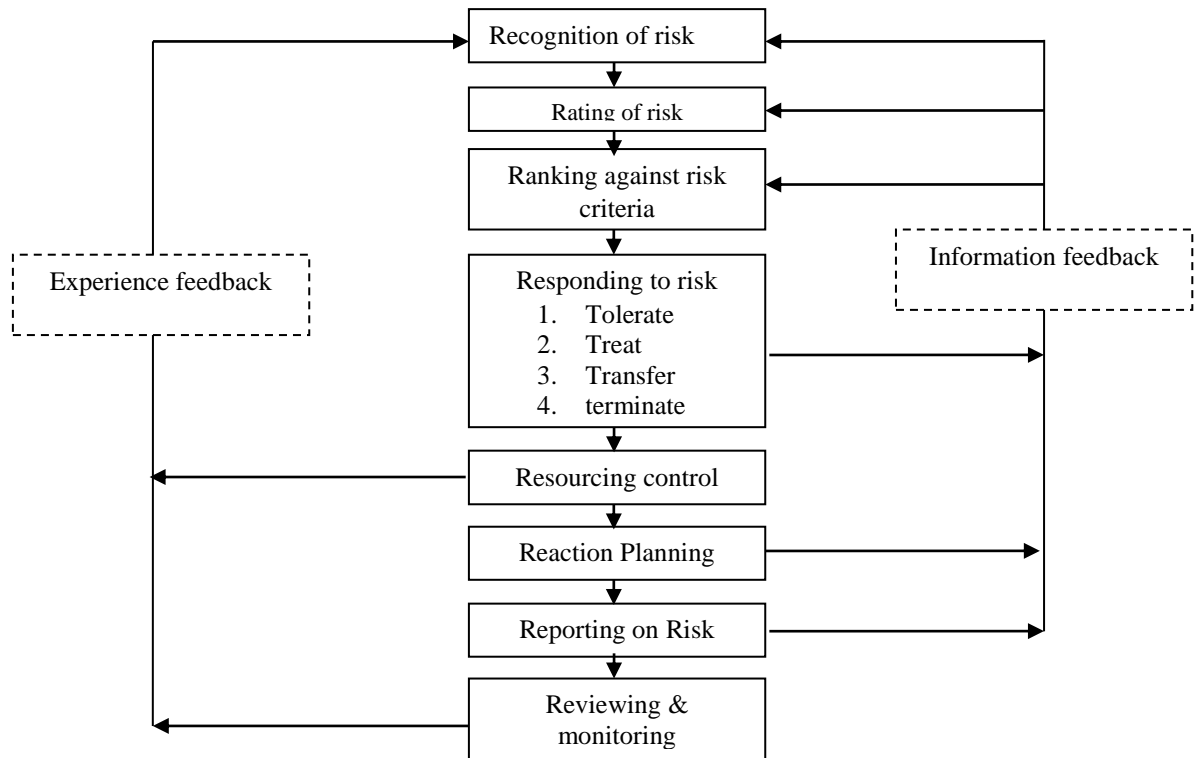 Recognition of risk
Rating of risk
Ranking against risk
criteria
Experience feedback
Information feedback
Responding to risk
1. Tolerate
2. Treat
3. Transfer
4. terminate
Resourcing control
Reaction Planning
Reporting on Risk
Reviewing &
monitoring